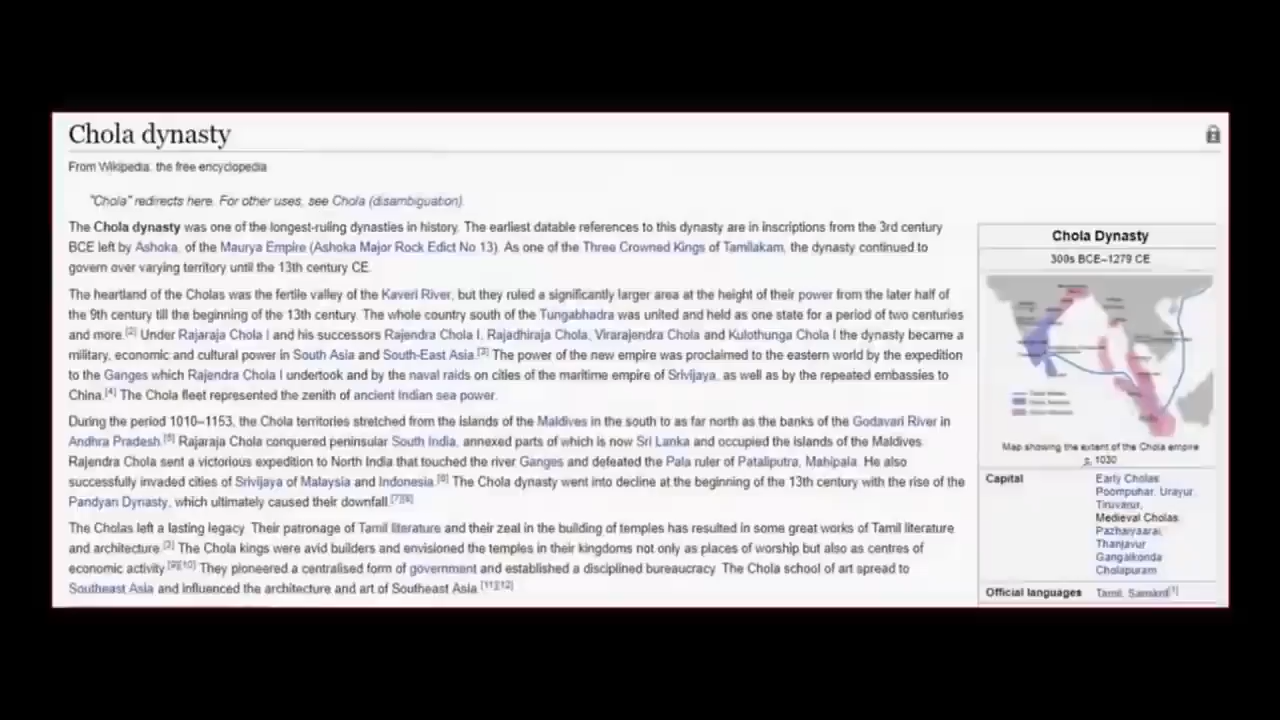 Chola dynasty
From Wikipedia, the free encyclopedia
"Chola" redirects here. For other uses, see Chola (disambiguation).
The Chola dynasty was one of the longest-ruling dynasties in history. The earliest datable references to this dynasty are in inscriptions from the 3rd century
BCE left by Ashoka, of the Maurya Empire (Ashoka Major Rock Edict No 13). As one of the Three Crowned Kings of Tamilakam, the dynasty continued to
govern over varying territory until the 13th century CE.
The heartland of the Cholas was the fertile valley of the Kaveri River, but they ruled a significantly larger area at the height of their power from the later half of
the 9th century till the beginning of the 13th century. The whole country south of the Tungabhadra was united and held as one state for a period of two centuries
and more.[2] Under Rajaraja Chola I and his successors Rajendra Chola I, Rajadhiraja Chola, Virarajendra Chola and Kulothunga Chola I the dynasty became a
military, economic and cultural power in South Asia and South-East Asia.[3] The power of the new empire was proclaimed to the eastern world by the expedition
to the Ganges which Rajendra Chola I undertook and by the naval raids on cities of the maritime empire of Srivijaya, as well as by the repeated embassies to
China.[4] The Chola fleet represented the zenith of ancient Indian sea power.
During the period 1010–1153, the Chola territories stretched from the islands of the Maldives in the south to as far north as the banks of the Godavari River in
Andhra Pradesh.[5] Rajaraja Chola conquered peninsular South India, annexed parts of which is now Sri Lanka and occupied the islands of the Maldives.
Rajendra Chola sent a victorious expedition to North India that touched the river Ganges and defeated the Pala ruler of Pataliputra, Mahipala. He also
successfully invaded cities of Srivijaya of Malaysia and Indonesia.[6] The Chola dynasty went into decline at the beginning of the 13th century with the rise of the
Pandyan Dynasty, which ultimately caused their downfall.[7][8]
The Cholas left a lasting legacy. Their patronage of Tamil literature and their zeal in the building of temples has resulted in some great works of Tamil literature
and architecture.[3] The Chola kings were avid builders and envisioned the temples in their kingdoms not only as places of worship but also as centres of
economic activity.[9][10] They pioneered a centralised form of government and established a disciplined bureaucracy. The Chola school of art spread to
Southeast Asia and influenced the architecture and art of Southeast Asia.[11][12]
Chola Dynasty
300s BCE–1279 CE
Map showing the extent of the Chola empire
c. 1030
Capital
Early Cholas:
Poompuhar, Urayur,
Tiruvarur,
Medieval Cholas:
Pazhaiyaarai,
Thanjavur
Gangaikonda
Cholapuram
Official languages Tamil, Sanskrit[1]